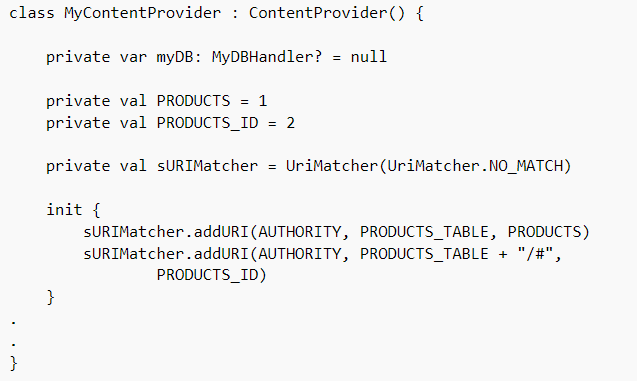 class MyContentProvider : ContentProvider() {
private var myDB: MyDBHandler? = null
private val PRODUCTS = 1
private val PRODUCTS_ID = 2
private val sURIMatcher = UriMatcher(UriMatcher.NO_MATCH)
init {
sURIMatcher.addURI(AUTHORITY, PRODUCTS_TABLE, PRODUCTS)
sURIMatcher.addURI(AUTHORITY, PRODUCTS_TABLE + "/#",
PRODUCTS_ID)
}
.
.
}